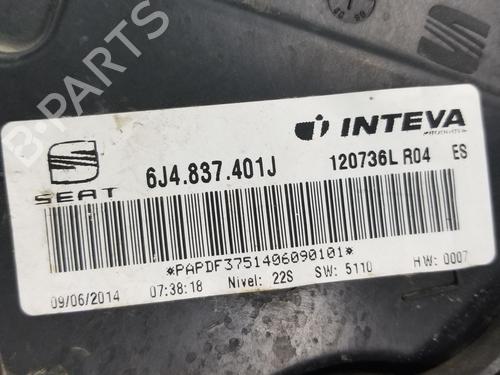 B-PARTS
INTEVA
PRODUCTS
SEAT
6J4.837.401J
120736L R04 ES
*PAPDF3751406090101*
09/06/2014 07:38:18 Nivel: 22S SW: 5110 HW: 0007